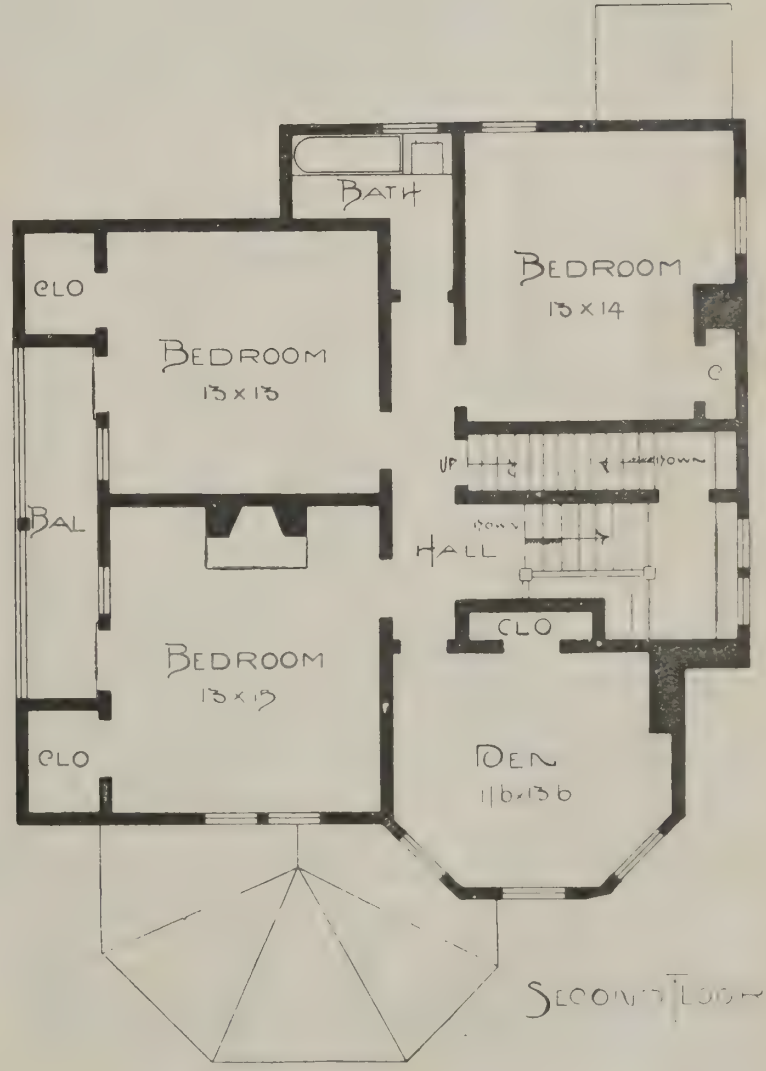 BATH
BEDROOM
13 × 14
CLO
BEDROOM
13 × 13
C
UP
DOWN
BAL
DOWN
HALL
CLO
BEDROOM
13 × 15
CLO
DEN
11 6 × 13 6
SECOND FLOOR